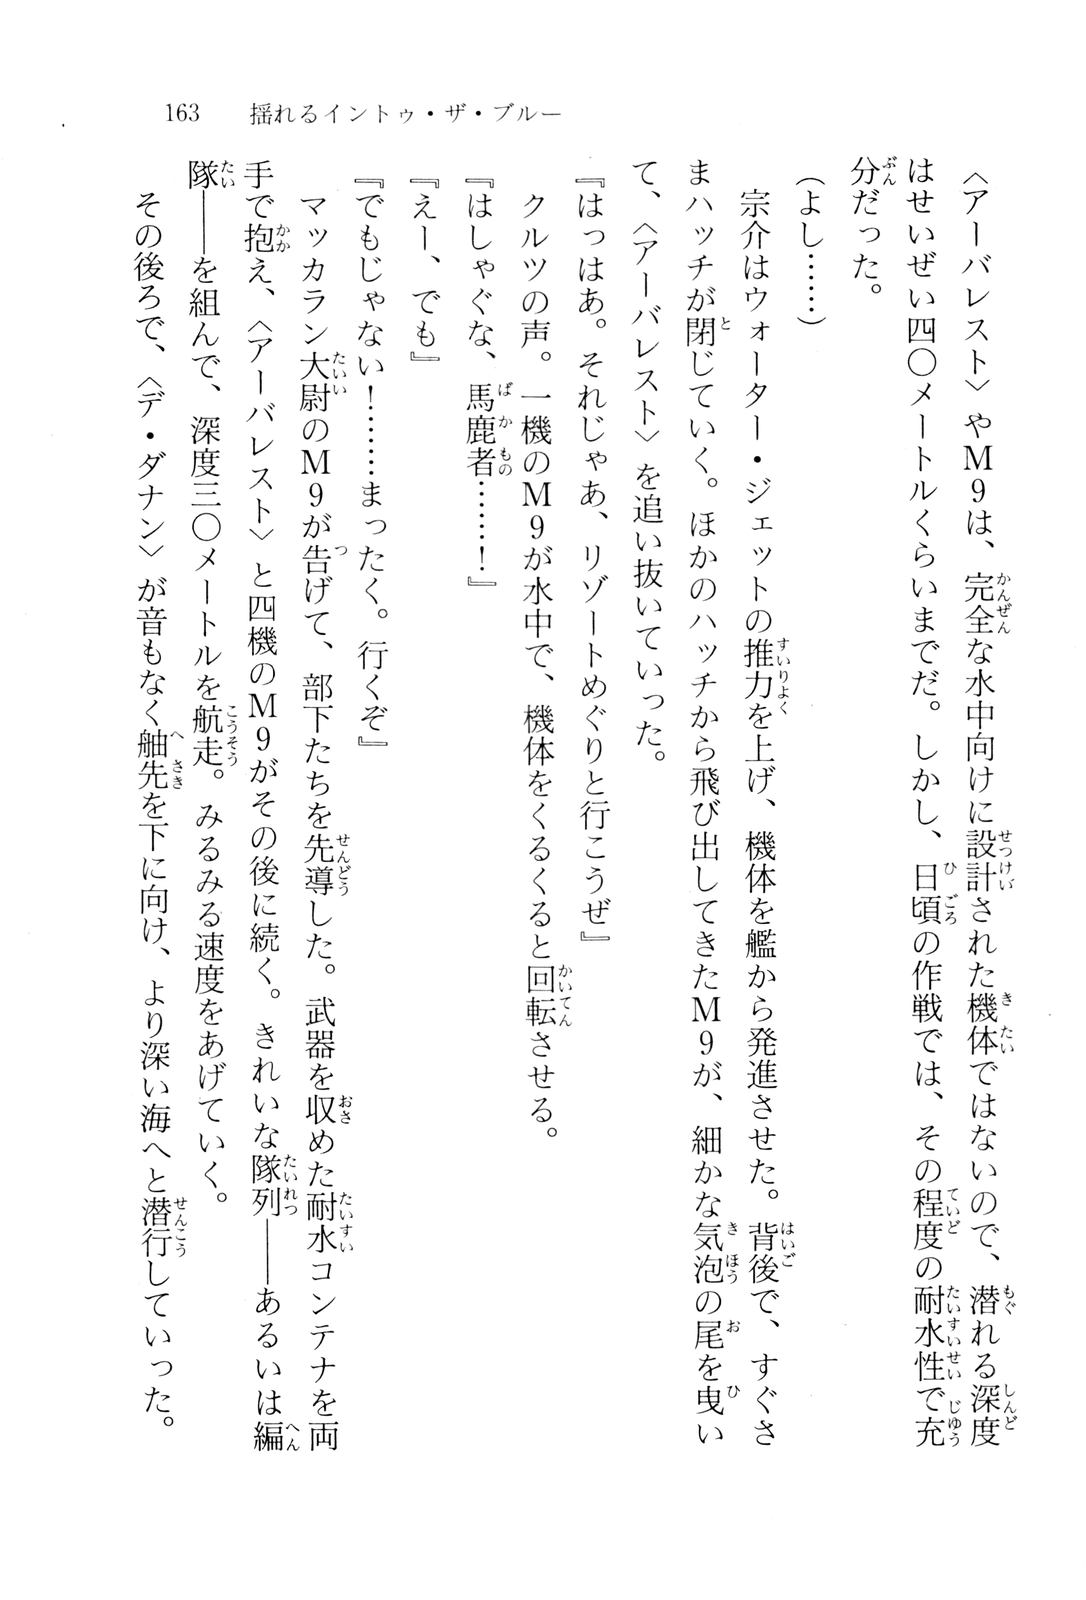 163　揺れるイントゥ・ザ・ブルー
〈アーバレスト〉やM9は、完全な水中向けに設計された機体ではないので、潜れる深度
はせいぜい四〇メートルくらいまでだ。しかし、日頃の作戦では、その程度の耐水性で充
分だった。
（よし……）
　宗介はウォーター・ジェットの推力を上げ、機体を艦から発進させた。背後で、すぐさ
まハッチが閉じていく。ほかのハッチから飛び出してきたM9が、細かな気泡の尾を曳い
て、〈アーバレスト〉を追い抜いていった。
『はっはあ。それじゃあ、リゾートめぐりと行こうぜ』
　クルツの声。一機のM9が水中で、機体をくるくると回転させる。
『はしゃぐな、馬鹿者……！』
『えー、でも』
『でもじゃない！……まったく。行くぞ』
　マッカラン大尉のM9が告げて、部下たちを先導した。武器を収めた耐水コンテナを両
手で抱え、〈アーバレスト〉と四機のM9がその後に続く。きれいな隊列――あるいは編
隊――を組んで、深度三〇メートルを航走。みるみる速度をあげていく。
　その後ろで、〈デ・ダナン〉が音もなく舳先を下に向け、より深い海へと潜行していった。